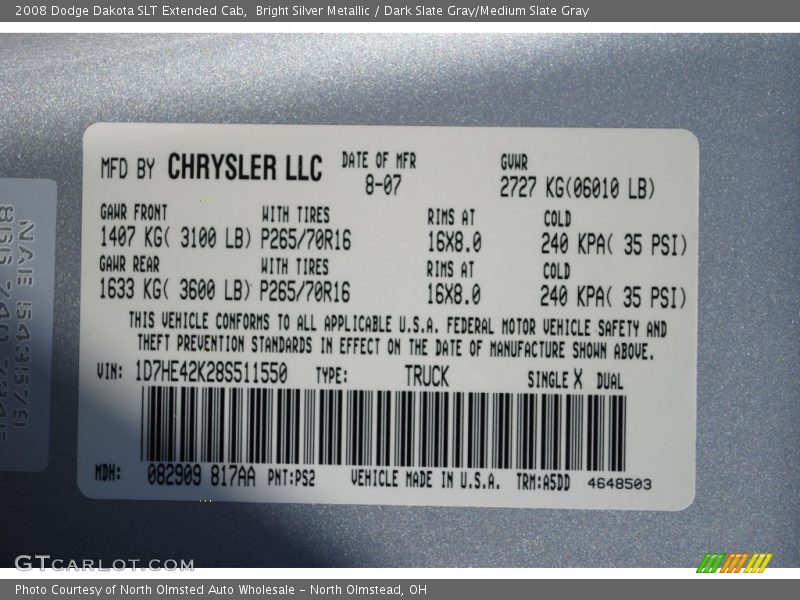 2008 Dodge Dakota SLT Extended Cab,  Bright Silver Metallic / Dark Slate Gray/Medium Slate Gray
MFD BY CHRYSLER LLC DATE OF MFR GVWR
8-07 2727 KG(06010 LB)
GAWR FRONT WITH TIRES RIMS AT COLD
1407 KG( 3100 LB) P265/70R16 16X8.0 240 KPA( 35 PSI)
GAWR REAR WITH TIRES RIMS AT COLD
1633 KG( 3600 LB) P265/70R16 16X8.0 240 KPA( 35 PSI)
THIS VEHICLE CONFORMS TO ALL APPLICABLE U.S.A. FEDERAL MOTOR VEHICLE SAFETY AND
THEFT PREVENTION STANDARDS IN EFFECT ON THE DATE OF MANUFACTURE SHOWN ABOVE.
VIN: 1D7HE42K28S511550 TYPE: TRUCK SINGLE X DUAL
MDH: 082909 817AA PNT:PS2 VEHICLE MADE IN U.S.A. TRM:A5DD 4648503
GTCARLOT.COM
Photo Courtesy of North Olmsted Auto Wholesale - North Olmstead, OH